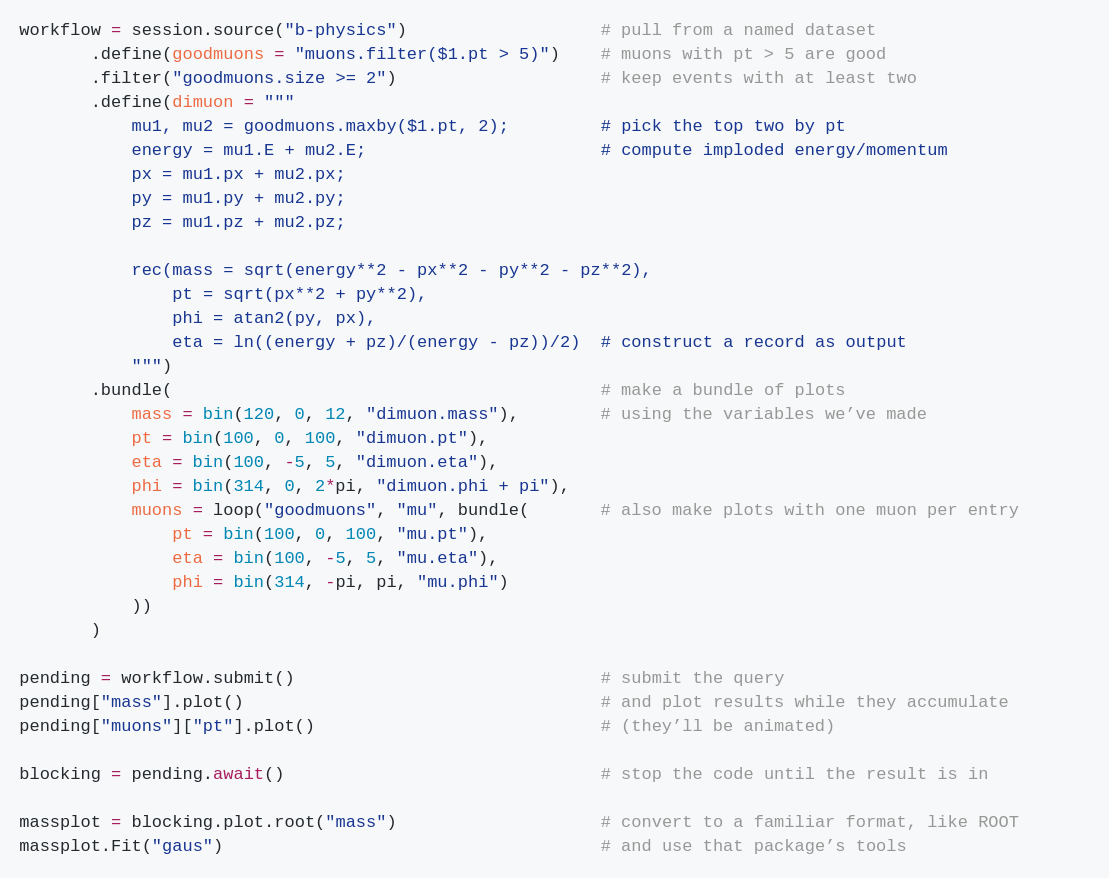 workflow = session.source("b-physics")                   # pull from a named dataset
       .define(goodmuons = "muons.filter($1.pt > 5)")    # muons with pt > 5 are good
       .filter("goodmuons.size >= 2")                    # keep events with at least two
       .define(dimuon = """
           mu1, mu2 = goodmuons.maxby($1.pt, 2);         # pick the top two by pt
           energy = mu1.E + mu2.E;                       # compute imploded energy/momentum
           px = mu1.px + mu2.px;
           py = mu1.py + mu2.py;
           pz = mu1.pz + mu2.pz;

           rec(mass = sqrt(energy**2 - px**2 - py**2 - pz**2),
               pt = sqrt(px**2 + py**2),
               phi = atan2(py, px),
               eta = ln((energy + pz)/(energy - pz))/2)  # construct a record as output
           """)
       .bundle(                                          # make a bundle of plots
           mass = bin(120, 0, 12, "dimuon.mass"),        # using the variables we’ve made
           pt = bin(100, 0, 100, "dimuon.pt"),
           eta = bin(100, -5, 5, "dimuon.eta"),
           phi = bin(314, 0, 2*pi, "dimuon.phi + pi"),
           muons = loop("goodmuons", "mu", bundle(       # also make plots with one muon per entry
               pt = bin(100, 0, 100, "mu.pt"),
               eta = bin(100, -5, 5, "mu.eta"),
               phi = bin(314, -pi, pi, "mu.phi")
           ))
       )

pending = workflow.submit()                              # submit the query
pending["mass"].plot()                                   # and plot results while they accumulate
pending["muons"]["pt"].plot()                            # (they’ll be animated)

blocking = pending.await()                               # stop the code until the result is in

massplot = blocking.plot.root("mass")                    # convert to a familiar format, like ROOT
massplot.Fit("gaus")                                     # and use that package’s tools